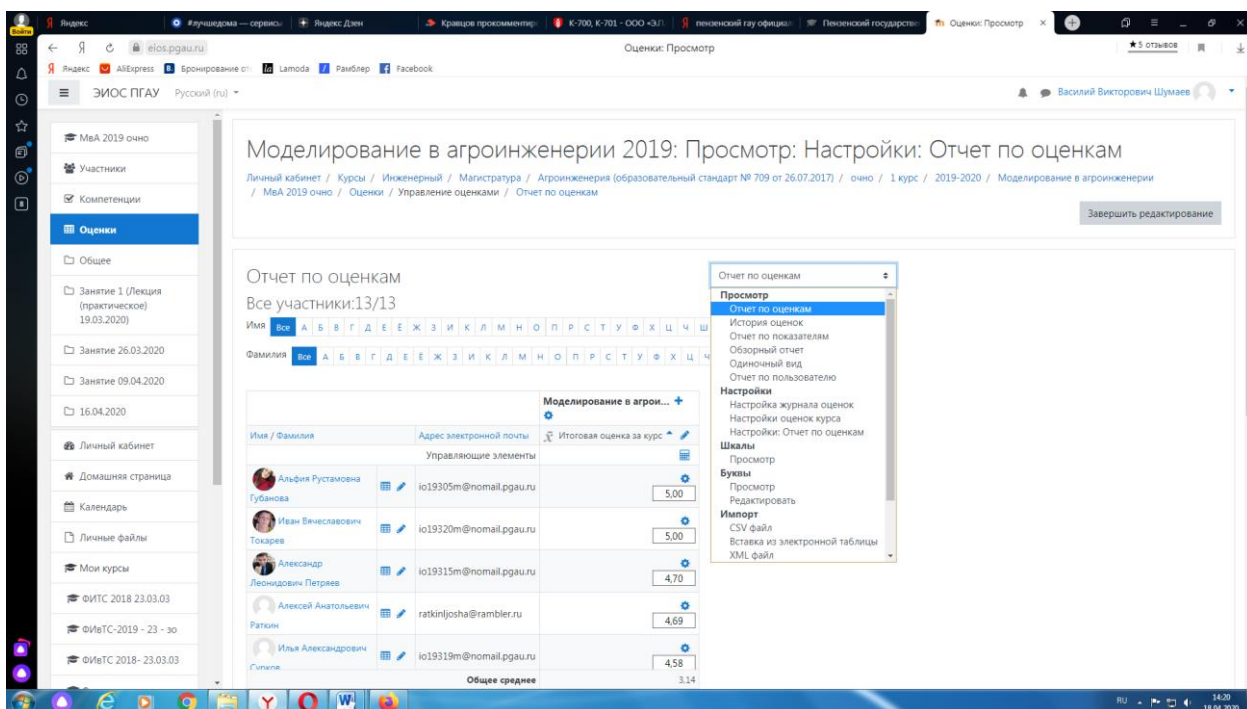 Войти
Яндекс
#лучшедома — сервисы
Яндекс Дзен
Кравцов прокомментир
К-700, К-701 - ООО «З.П.
пензенский гау официал
Пензенский государстве
Оценки: Просмотр
eios.pgau.ru
Оценки: Просмотр
★5 отзывов
Яндекс
AliExpress
Бронирование от
Lamoda
Рамблер
Facebook
ЭИОС ПГАУ Русский (ru)
Василий Викторович Шумаев
МвА 2019 очно
Участники
Компетенции
Оценки
Общее
Занятие 1 (Лекция
(практическое)
19.03.2020)
Занятие 26.03.2020
Занятие 09.04.2020
16.04.2020
Личный кабинет
Домашняя страница
Календарь
Личные файлы
Мои курсы
ФИТС 2018 23.03.03
ФИвТС-2019 - 23 - зо
ФИвТС 2018- 23.03.03
Моделирование в агроинженерии 2019: Просмотр: Настройки: Отчет по оценкам
Личный кабинет / Курсы / Инженерный / Магистратура / Агроинженерия (образовательный стандарт № 709 от 26.07.2017) / очно / 1 курс / 2019-2020 / Моделирование в агроинженерии
/ МвА 2019 очно / Оценки / Управление оценками / Отчет по оценкам
Завершить редактирование
Отчет по оценкам
Все участники:13/13
Имя Все А Б В Г Д Е Ё Ж З И К Л М Н О П Р С Т У Ф Х Ц Ч Ш
Фамилия Все А Б В Г Д Е Ё Ж З И К Л М Н О П Р С Т У Ф Х Ц Ч
Отчет по оценкам
Просмотр
Отчет по оценкам
История оценок
Отчет по показателям
Обзорный отчет
Одиночный вид
Отчет по пользователю
Настройки
Настройка журнала оценок
Настройки оценок курса
Настройки: Отчет по оценкам
Шкалы
Просмотр
Буквы
Просмотр
Редактировать
Импорт
CSV файл
Вставка из электронной таблицы
XML файл
Моделирование в агрои...
Имя / Фамилия Адрес электронной почты Итоговая оценка за курс
Управляющие элементы
Альфия Рустамовна
Губанова
io19305m@nomail.pgau.ru
5,00
Иван Вячеславович
Токарев
io19320m@nomail.pgau.ru
5,00
Александр
Леонидович Петряев
io19315m@nomail.pgau.ru
4,70
Алексей Анатольевич
Раткин
ratkinljosha@rambler.ru
4,69
Илья Александрович
io19319m@nomail.pgau.ru
4,58
Общее среднее 3,14
RU
14:20
18.04.2020